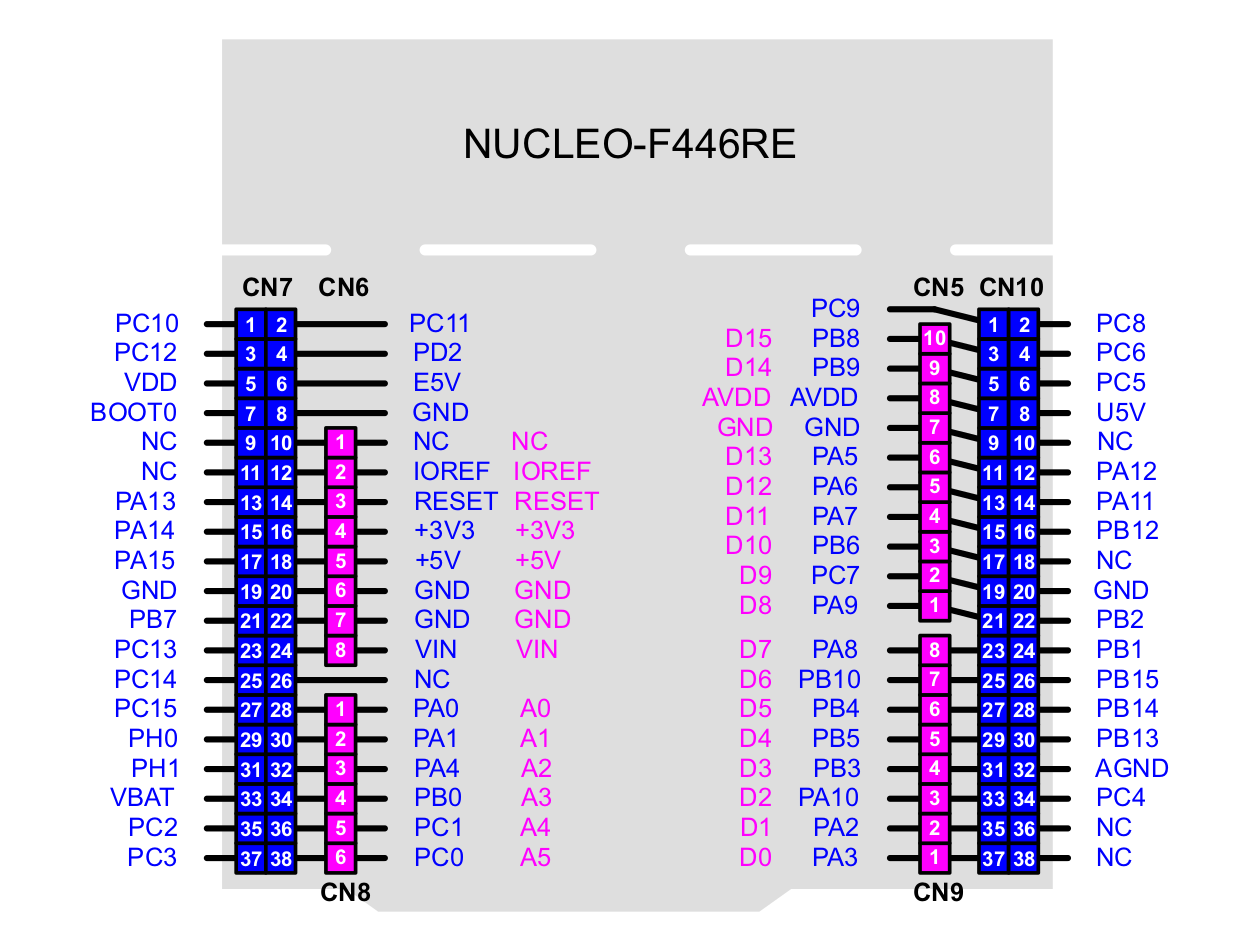 NUCLEO-F446RE
CN7 CN6 CN5 CN10
PC9
PC10 1 2 PC11 1 2 PC8
D15 PB8 10
PC12 3 4 PD2 3 4 PC6
D14 PB9 9
VDD 5 6 E5V 5 6 PC5
AVDD AVDD 8
BOOT0 7 8 GND 7 8 U5V
GND GND 7
NC 9 10 1 NC NC 9 10 NC
D13 PA5 6
NC 11 12 2 IOREF IOREF 11 12 PA12
D12 PA6 5
PA13 13 14 3 RESET RESET 13 14 PA11
D11 PA7 4
PA14 15 16 4 +3V3 +3V3 15 16 PB12
D10 PB6 3
PA15 17 18 5 +5V +5V 17 18 NC
D9 PC7 2
GND 19 20 6 GND GND 19 20 GND
D8 PA9 1
PB7 21 22 7 GND GND 21 22 PB2
PC13 23 24 8 VIN VIN D7 PA8 8 23 24 PB1
PC14 25 26 NC D6 PB10 7 25 26 PB15
PC15 27 28 1 PA0 A0 D5 PB4 6 27 28 PB14
PH0 29 30 2 PA1 A1 D4 PB5 5 29 30 PB13
PH1 31 32 3 PA4 A2 D3 PB3 4 31 32 AGND
VBAT 33 34 4 PB0 A3 D2 PA10 3 33 34 PC4
PC2 35 36 5 PC1 A4 D1 PA2 2 35 36 NC
PC3 37 38 6 PC0 A5 D0 PA3 1 37 38 NC
CN8 CN9